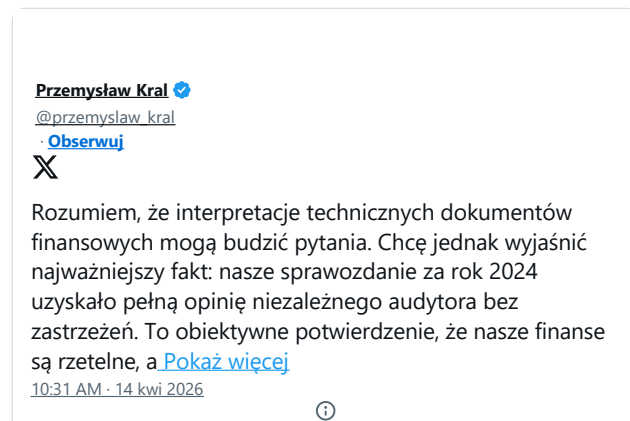 Przemysław Kral
@przemyslaw_kral
· Obserwuj
Rozumiem, że interpretacje technicznych dokumentów
finansowych mogą budzić pytania. Chcę jednak wyjaśnić
najważniejszy fakt: nasze sprawozdanie za rok 2024
uzyskało pełną opinię niezależnego audytora bez
zastrzeżeń. To obiektywne potwierdzenie, że nasze finanse
są rzetelne, a Pokaż więcej
10:31 AM · 14 kwi 2026